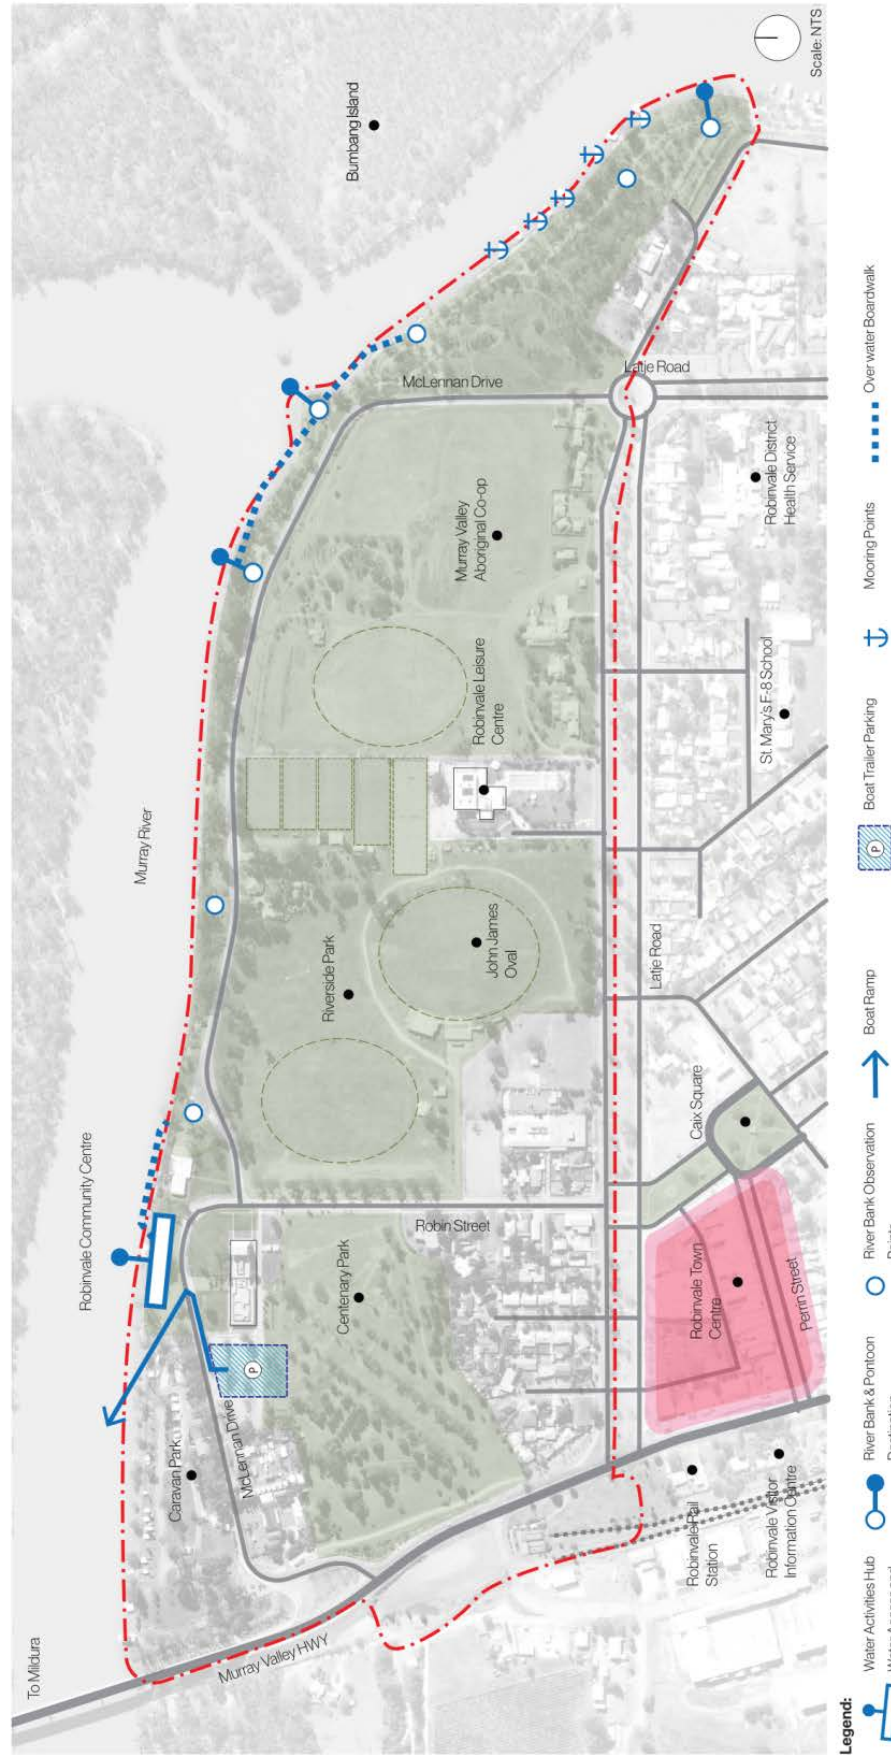 To Mildura
Murray Valley HWY
Caravan Park
McLennan Drive
P
Robinvale Community Centre
Murray River
Bumbang Island
Centenary Park
Robin Street
Riverside Park
John James
Oval
Robinvale Leisure
Centre
Murray Valley
Aboriginal Co-op
McLennan Drive
Latje Road
Robinvale Rail
Station
Robinvale Visitor
Information Centre
Robinvale Town
Centre
Perrin Street
Caix Square
Latje Road
St. Mary's F-8 School
Robinvale District
Health Service
Scale: NTS
Legend:
Water Activities Hub
River Bank & Pontoon
River Bank Observation
Boat Ramp
P
Boat Trailer Parking
Mooring Points
Over water Boardwalk